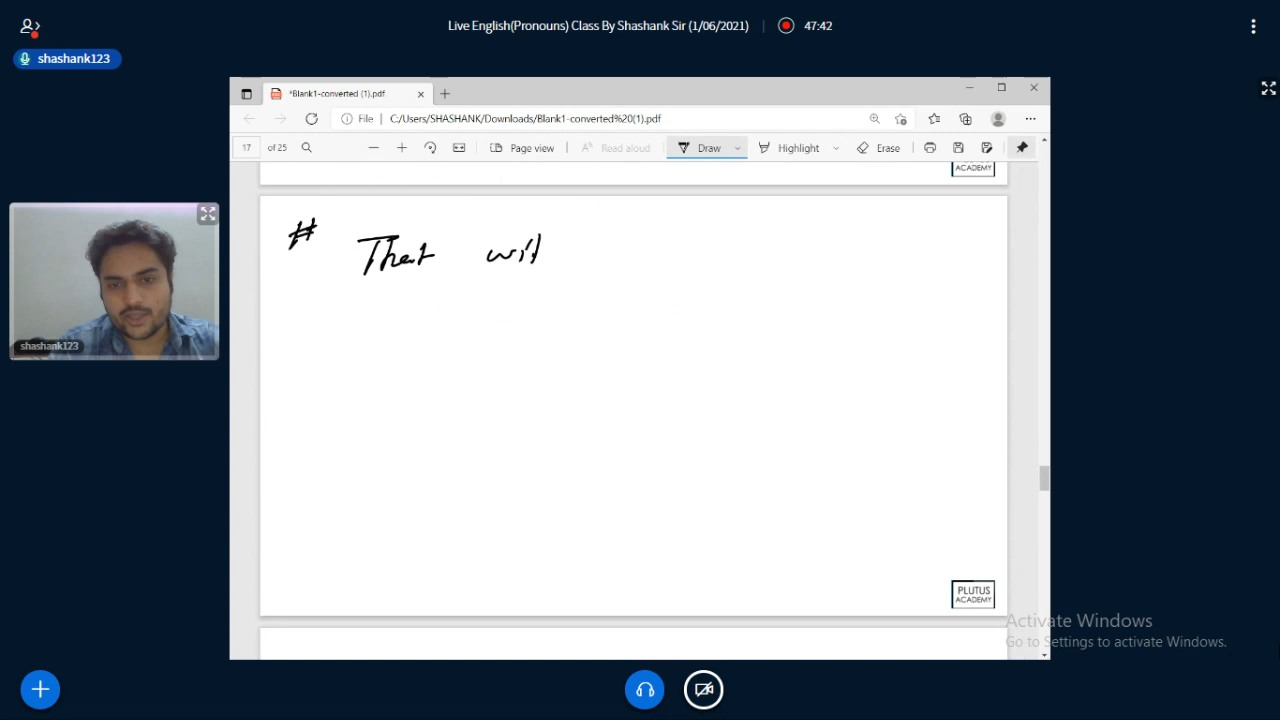 Live English(Pronouns) Class By Shashank Sir (1/06/2021) 47:42
shashank123
*Blank1-converted (1).pdf
File C:/Users/SHASHANK/Downloads/Blank1-converted%20(1).pdf
17 of 25 Page view Read aloud Draw Highlight Erase
ACADEMY
# That wit
shashank123
PLUTUS
ACADEMY
Activate Windows
Go to Settings to activate Windows.